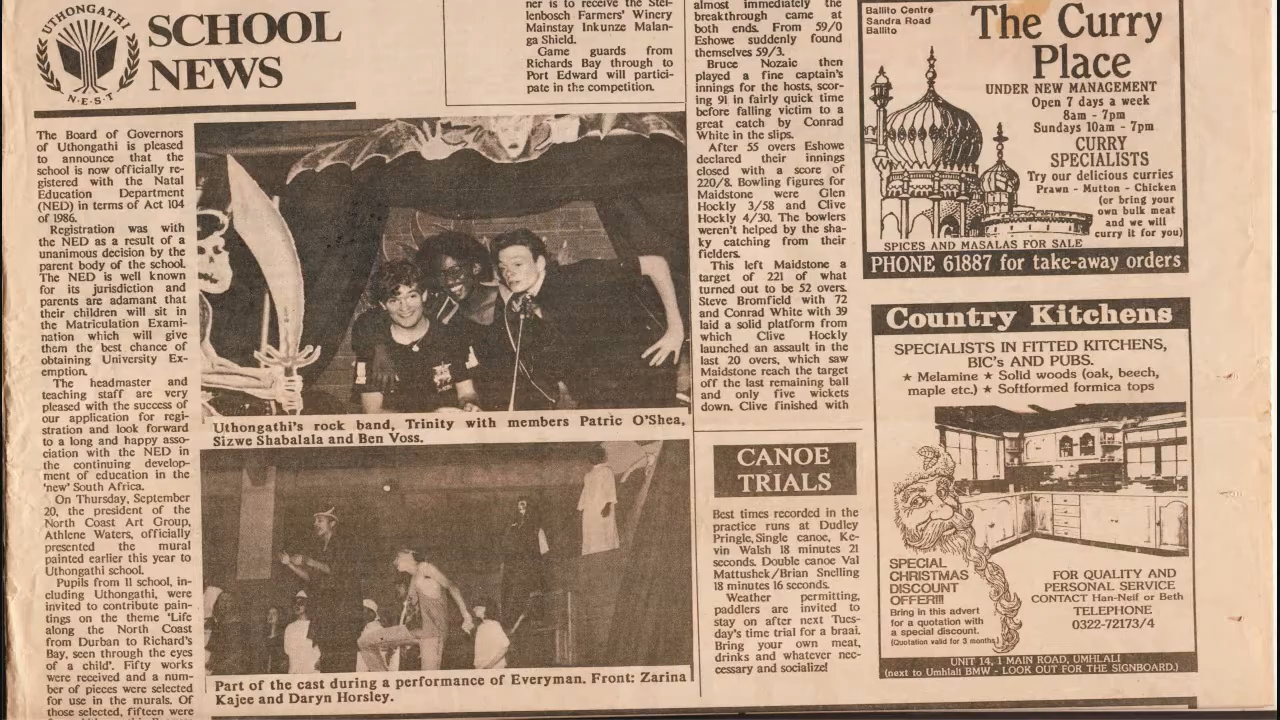 UTHONGATHI
N·E·S·T
SCHOOL
NEWS
The Board of Governors
of Uthongathi is pleased
to announce that the
school is now officially re-
gistered with the Natal
Education Department
(NED) in terms of Act 104
of 1986.
Registration was with
the NED as a result of a
unanimous decision by the
parent body of the school.
The NED is well known
for its jurisdiction and
parents are adamant that
their children will sit in
the Matriculation Exami-
nation which will give
them the best chance of
obtaining University Ex-
emption.
The headmaster and
teaching staff are very
pleased with the success of
our application for regi-
stration and look forward
to a long and happy asso-
ciation with the NED in
the continuing develop-
ment of education in the
'new' South Africa.
On Thursday, September
20, the president of the
North Coast Art Group,
Athlene Waters, officially
presented the mural
painted earlier this year to
Uthongathi school.
Pupils from 11 school, in-
cluding Uthongathi, were
invited to contribute pain-
tings on the theme 'Life
along the North Coast
from Durban to Richard's
Bay, seen through the eyes
of a child'. Fifty works
were received and a num-
ber of pieces were selected
for use in the murals. Of
those selected, fifteen were
ner is to receive the Stel-
lenbosch Farmers' Winery
Mainstay Inkunze Malan-
ga Shield.
Game guards from
Richards Bay through to
Port Edward will partici-
pate in the competition.
Uthongathi's rock band, Trinity with members Patric O'Shea,
Sizwe Shabalala and Ben Voss.
Part of the cast during a performance of Everyman. Front: Zarina
Kajee and Daryn Horsley.
almost immediately the
breakthrough came at
both ends. From 59/0
Eshowe suddenly found
themselves 59/3.
Bruce Nozaic then
played a fine captain's
innings for the hosts, scor-
ing 91 in fairly quick time
before falling victim to a
great catch by Conrad
White in the slips.
After 55 overs Eshowe
declared their innings
closed with a score of
220/8. Bowling figures for
Maidstone were Glen
Hockly 3/58 and Clive
Hockly 4/30. The bowlers
weren't helped by the sha-
ky catching from their
fielders.
This left Maidstone a
target of 221 of what
turned out to be 52 overs.
Steve Bromfield with 72
and Conrad White with 39
laid a solid platform from
which Clive Hockly
launched an assault in the
last 20 overs, which saw
Maidstone reach the target
off the last remaining ball
and only five wickets
down. Clive finished with
CANOE
TRIALS
Best times recorded in the
practice runs at Dudley
Pringle, Single canoe, Ke-
vin Walsh 18 minutes 21
seconds. Double canoe Val
Mattushek/Brian Snelling
18 minutes 16 seconds.
Weather permitting,
paddlers are invited to
stay on after next Tues-
day's time trial for a braai.
Bring your own meat,
drinks and whatever nec-
cessary and socialize!
Ballito Centre
Sandra Road
Ballito
The Curry
Place
UNDER NEW MANAGEMENT
Open 7 days a week
8am - 7pm
Sundays 10am - 7pm
CURRY
SPECIALISTS
Try our delicious curries
Prawn - Mutton - Chicken
(or bring your
own bulk meat
and we will
curry it for you)
SPICES AND MASALAS FOR SALE
PHONE 61887 for take-away orders
Country Kitchens
SPECIALISTS IN FITTED KITCHENS,
BIC's AND PUBS.
★ Melamine ★ Solid woods (oak, beech,
maple etc.) ★ Softformed formica tops
SPECIAL
CHRISTMAS
DISCOUNT
OFFER!!!!
Bring in this advert
for a quotation with
a special discount.
(Quotation valid for 3 months)
FOR QUALITY AND
PERSONAL SERVICE
CONTACT Han-Neif or Beth
TELEPHONE
0322-72173/4
UNIT 14, 1 MAIN ROAD, UMHLALI
(next to Umhlali BMW - LOOK OUT FOR THE SIGNBOARD.)